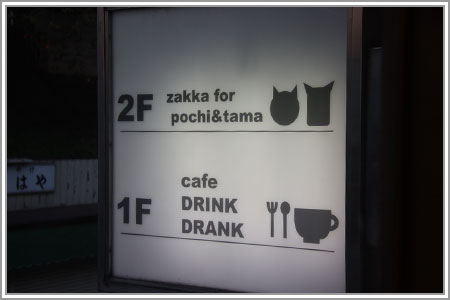 2F zakka for
pochi&tama
1F cafe
DRINK
DRANK
はや